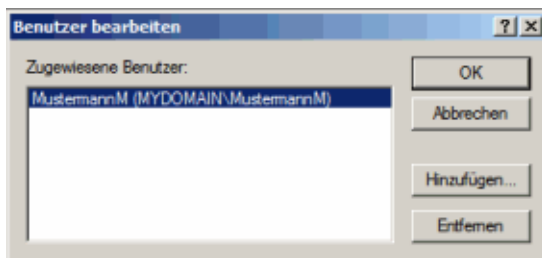 Benutzer bearbeiten
Zugewiesene Benutzer:
MustermannM (MYDOMAIN\MustermannM)
OK
Abbrechen
Hinzufügen...
Entfernen